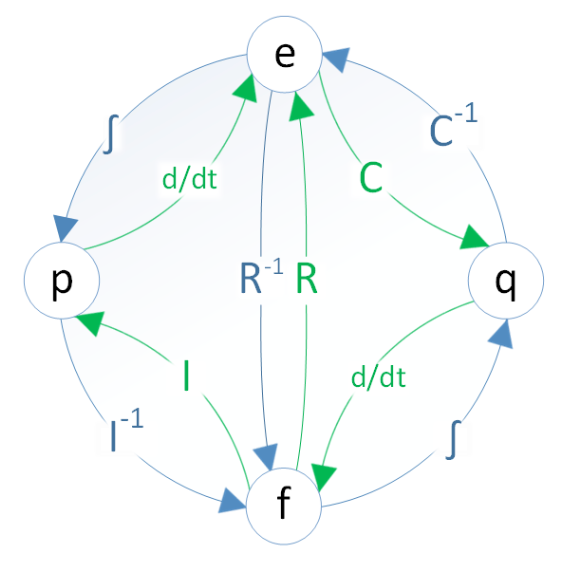 e
∫
C⁻¹
d/dt
C
p
R⁻¹
R
q
I
d/dt
I⁻¹
∫
f